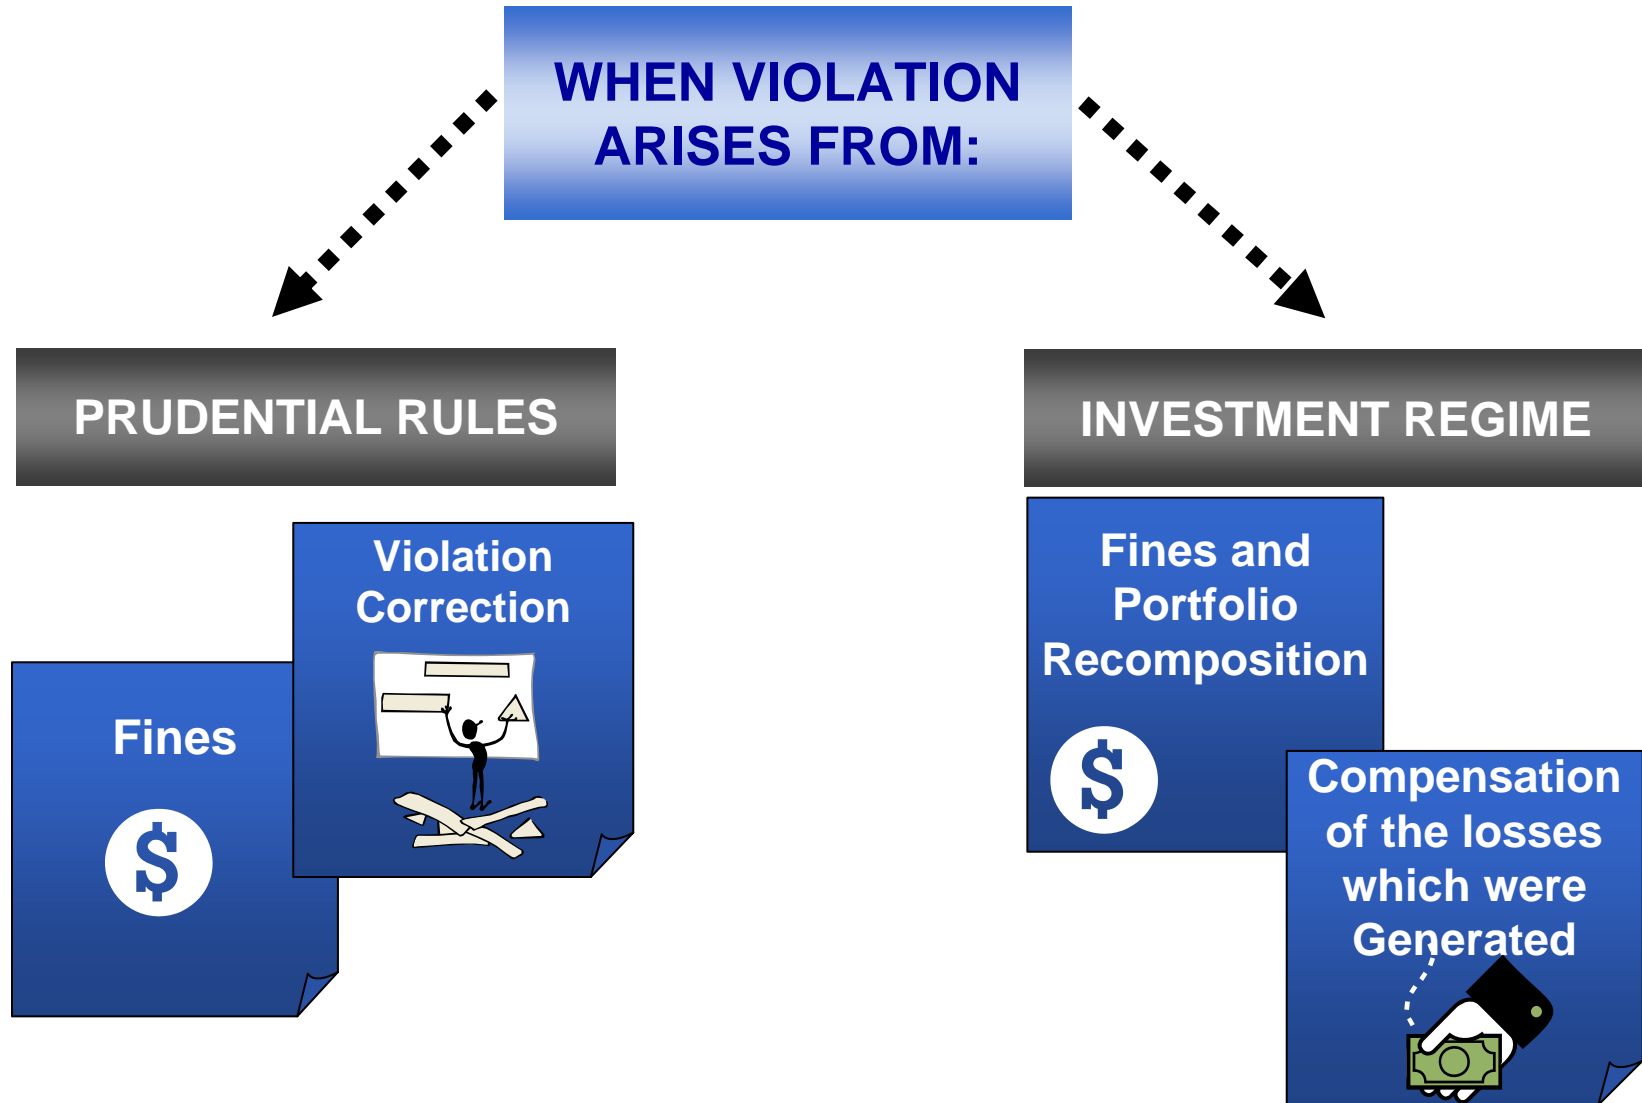 WHEN VIOLATION
ARISES FROM:
PRUDENTIAL RULES
INVESTMENT REGIME
Violation
Correction
Fines
$
Fines and
Portfolio
Recomposition
$
Compensation
of the losses
which were
Generated